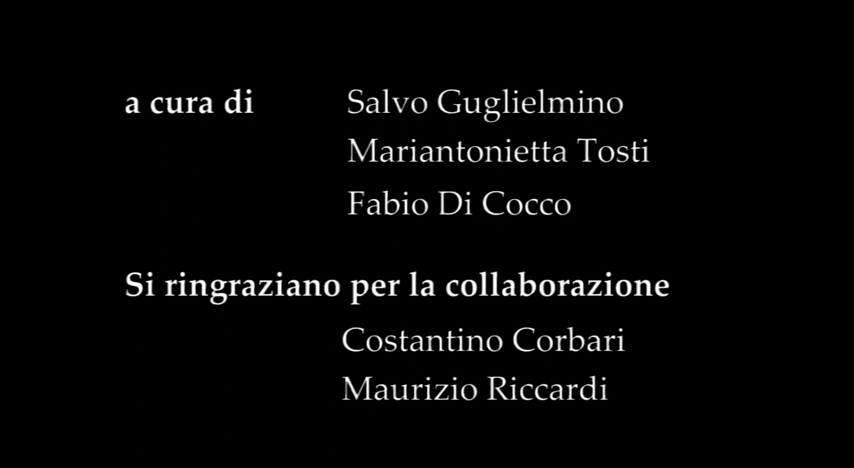 a cura di Salvo Guglielmino
Mariantonietta Tosti
Fabio Di Cocco
Si ringraziano per la collaborazione
Costantino Corbari
Maurizio Riccardi